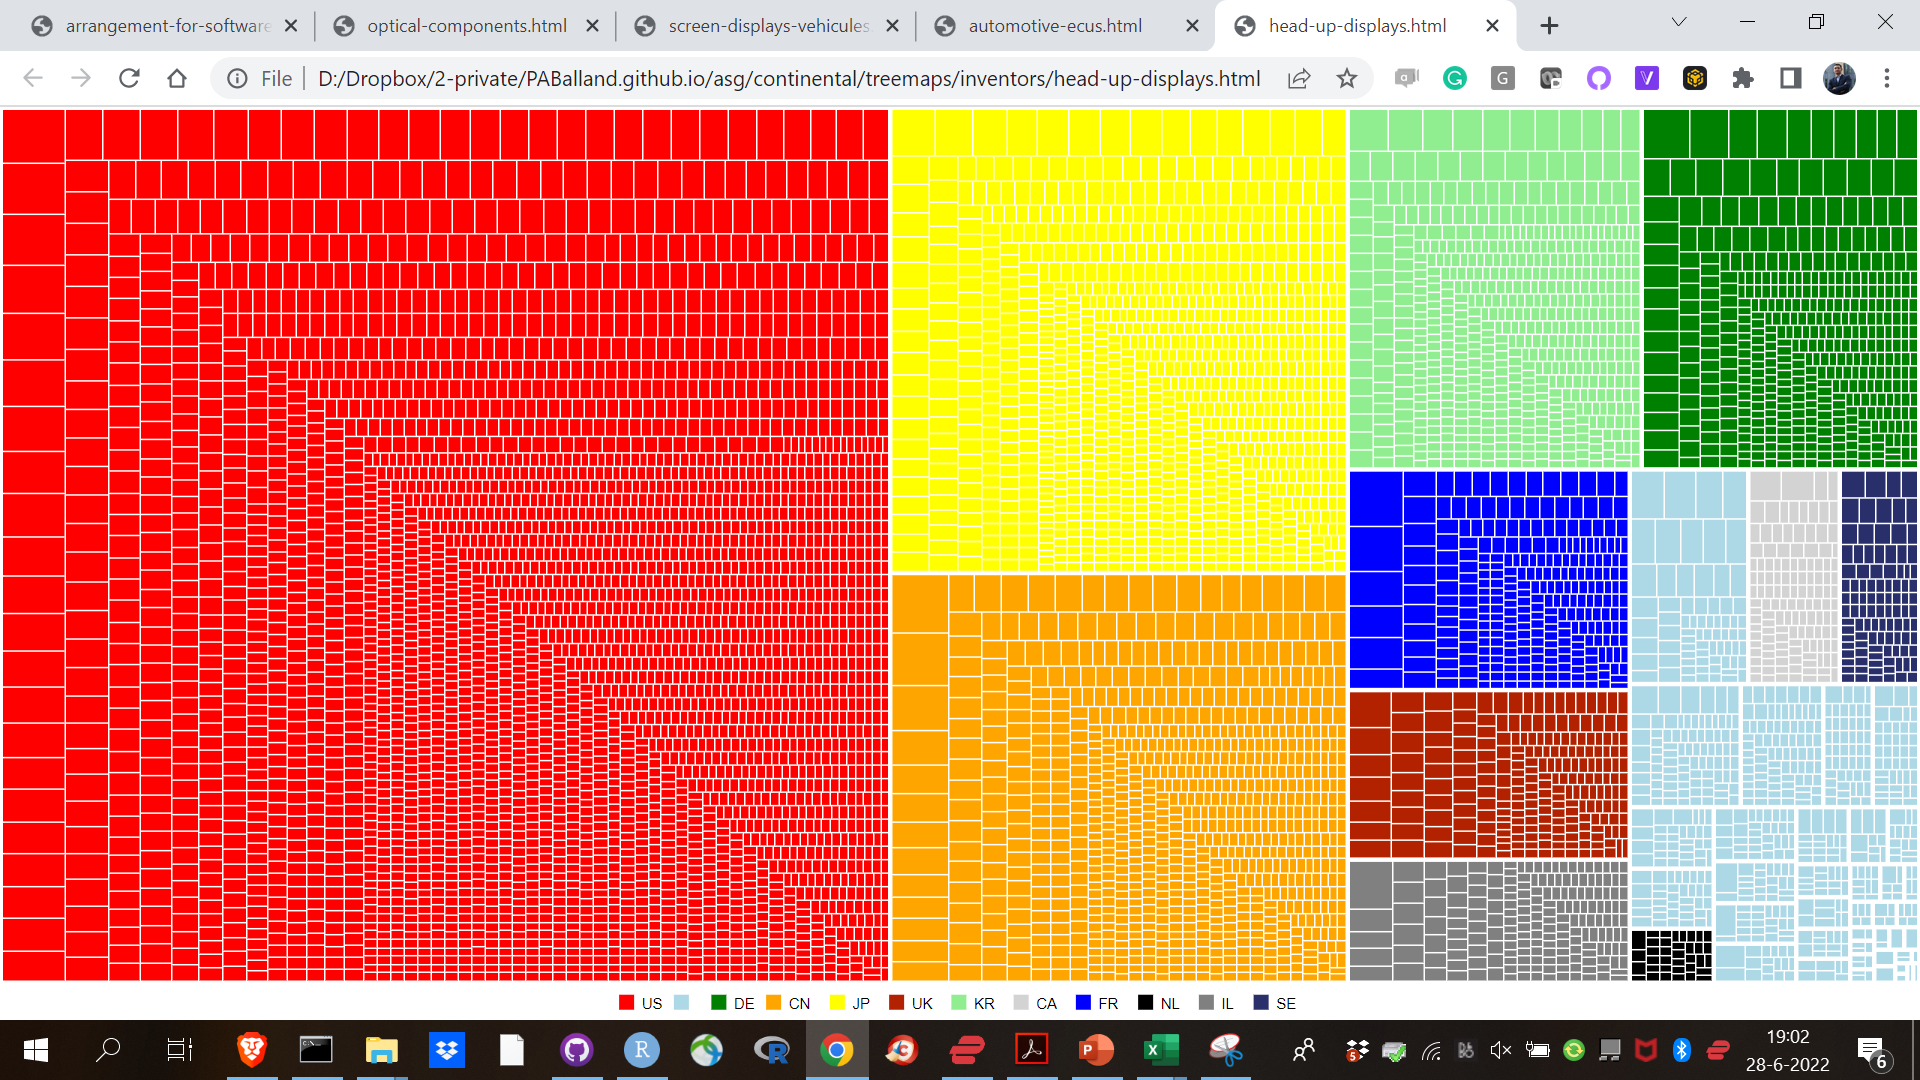 arrangement-for-software
optical-components.html
screen-displays-vehicules.
automotive-ecus.html
head-up-displays.html
File
D:/Dropbox/2-private/PABalland.github.io/asg/continental/treemaps/inventors/head-up-displays.html
US DE CN JP UK KR CA FR NL IL SE
19:02
28-6-2022
5
6